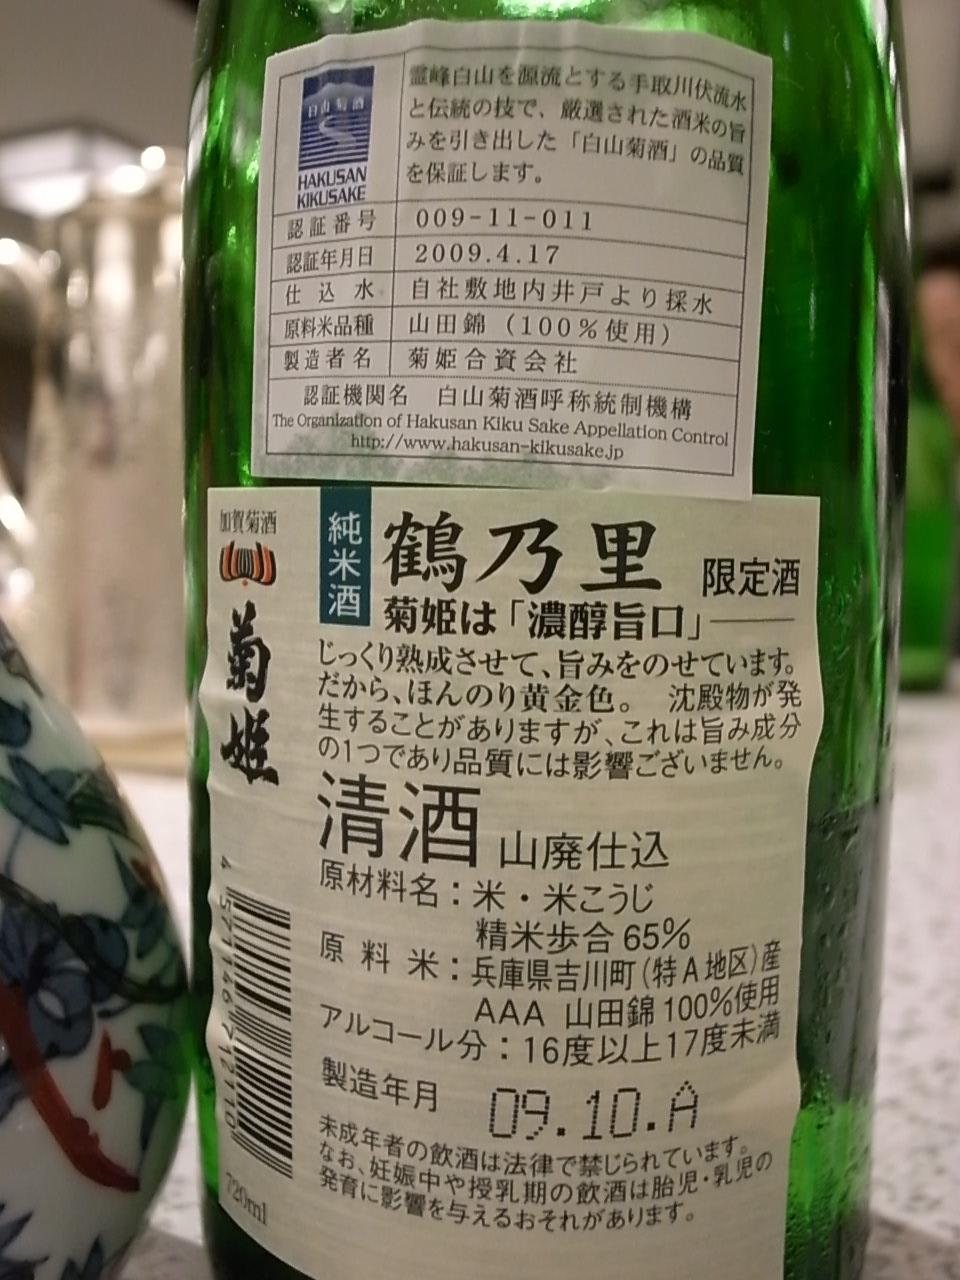 白山菊酒
HAKUSAN
KIKUSAKE
霊峰白山を源流とする手取川伏流水
と伝統の技で、厳選された酒米の旨
みを引き出した「白山菊酒」の品質
を保証します。
認証番号 009-11-011
認証年月日 2009.4.17
仕込水 自社敷地内井戸より採水
原料米品種 山田錦（100％使用）
製造者名 菊姫合資会社
認証機関名 白山菊酒呼称統制機構
The Organization of Hakusan Kiku Sake Appellation Control
http://www.hakusan-kikusake.jp
加賀菊酒
菊姫
純米酒
鶴乃里 限定酒
菊姫は「濃醇旨口」
じっくり熟成させて、旨みをのせています。
だから、ほんのり黄金色。 沈殿物が発
生することがありますが、これは旨み成分
の1つであり品質には影響ございません。
清酒 山廃仕込
原材料名：米・米こうじ
精米歩合 65％
原料米：兵庫県吉川町(特A地区)産
AAA 山田錦100％使用
アルコール分：16度以上17度未満
製造年月 09.10.A
未成年者の飲酒は法律で禁じられています。
なお、妊娠中や授乳期の飲酒は胎児・乳児の
発育に影響を与えるおそれがあります。
720ml